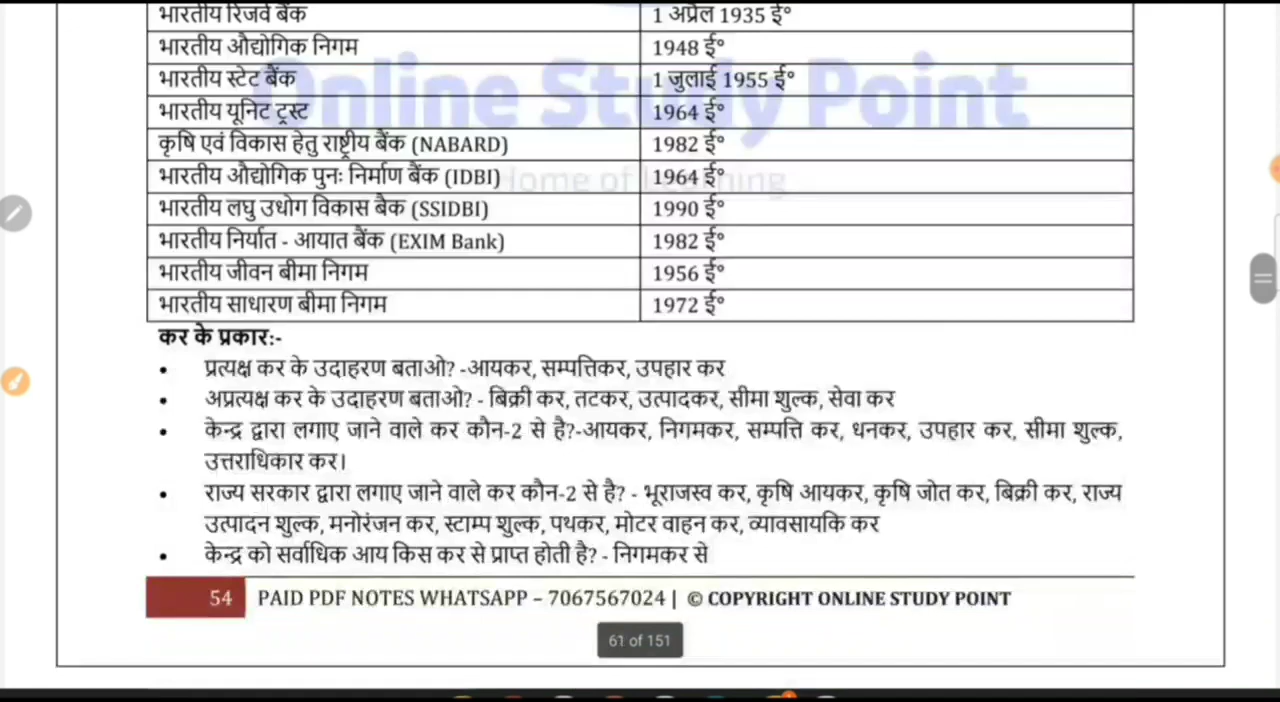 भारतीय रिजर्व बैंक 1 अप्रैल 1935 ई°
भारतीय औद्योगिक निगम 1948 ई°
भारतीय स्टेट बैंक 1 जुलाई 1955 ई°
भारतीय यूनिट ट्रस्ट 1964 ई°
कृषि एवं विकास हेतु राष्ट्रीय बैंक (NABARD) 1982 ई°
भारतीय औद्योगिक पुनः निर्माण बैंक (IDBI) 1964 ई°
भारतीय लघु उधोग विकास बैक (SSIDBI) 1990 ई°
भारतीय निर्यात - आयात बैंक (EXIM Bank) 1982 ई°
भारतीय जीवन बीमा निगम 1956 ई°
भारतीय साधारण बीमा निगम 1972 ई°
Online Study Point
Home of Learning
कर के प्रकार:-
• प्रत्यक्ष कर के उदाहरण बताओ? -आयकर, सम्पत्तिकर, उपहार कर
• अप्रत्यक्ष कर के उदाहरण बताओ? - बिक्री कर, तटकर, उत्पादकर, सीमा शुल्क, सेवा कर
• केन्द्र द्वारा लगाए जाने वाले कर कौन-2 से है?-आयकर, निगमकर, सम्पत्ति कर, धनकर, उपहार कर, सीमा शुल्क,
उत्तराधिकार कर।
• राज्य सरकार द्वारा लगाए जाने वाले कर कौन-2 से है? - भूराजस्व कर, कृषि आयकर, कृषि जोत कर, बिक्री कर, राज्य
उत्पादन शुल्क, मनोरंजन कर, स्टाम्प शुल्क, पथकर, मोटर वाहन कर, व्यावसायकि कर
• केन्द्र को सर्वाधिक आय किस कर से प्राप्त होती है? - निगमकर से
54 PAID PDF NOTES WHATSAPP – 7067567024 | © COPYRIGHT ONLINE STUDY POINT
61 of 151